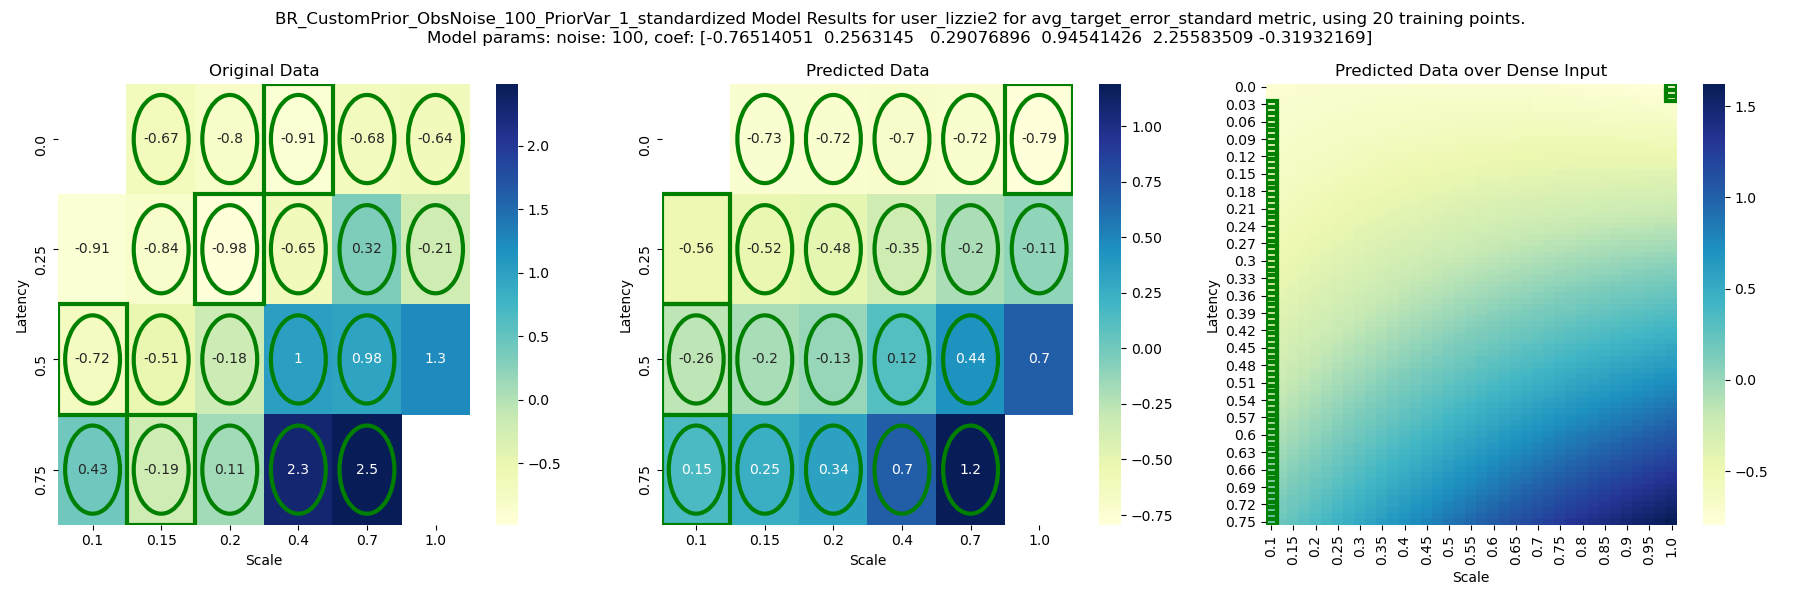 BR_CustomPrior_ObsNoise_100_PriorVar_1_standardized Model Results for user_lizzie2 for avg_target_error_standard metric, using 20 training points.
Model params: noise: 100, coef: [-0.76514051  0.2563145   0.29076896  0.94541426  2.25583509 -0.31932169]
Original Data
-0.67 -0.8 -0.91 -0.68 -0.64
-0.91 -0.84 -0.98 -0.65 0.32 -0.21
-0.72 -0.51 -0.18 1 0.98 1.3
0.43 -0.19 0.11 2.3 2.5
0.0
0.25
0.5
0.75
Latency
0.1 0.15 0.2 0.4 0.7 1.0
Scale
2.0
1.5
1.0
0.5
0.0
−0.5
Predicted Data
-0.73 -0.72 -0.7 -0.72 -0.79
-0.56 -0.52 -0.48 -0.35 -0.2 -0.11
-0.26 -0.2 -0.13 0.12 0.44 0.7
0.15 0.25 0.34 0.7 1.2
0.0
0.25
0.5
0.75
Latency
0.1 0.15 0.2 0.4 0.7 1.0
Scale
1.00
0.75
0.50
0.25
0.00
−0.25
−0.50
−0.75
Predicted Data over Dense Input
0.0
0.03
0.06
0.09
0.12
0.15
0.18
0.21
0.24
0.27
0.3
0.33
0.36
0.39
0.42
0.45
0.48
0.51
0.54
0.57
0.6
0.63
0.66
0.69
0.72
0.75
Latency
0.1 0.15 0.2 0.25 0.3 0.35 0.4 0.45 0.5 0.55 0.6 0.65 0.7 0.75 0.8 0.85 0.9 0.95 1.0
Scale
1.5
1.0
0.5
0.0
−0.5